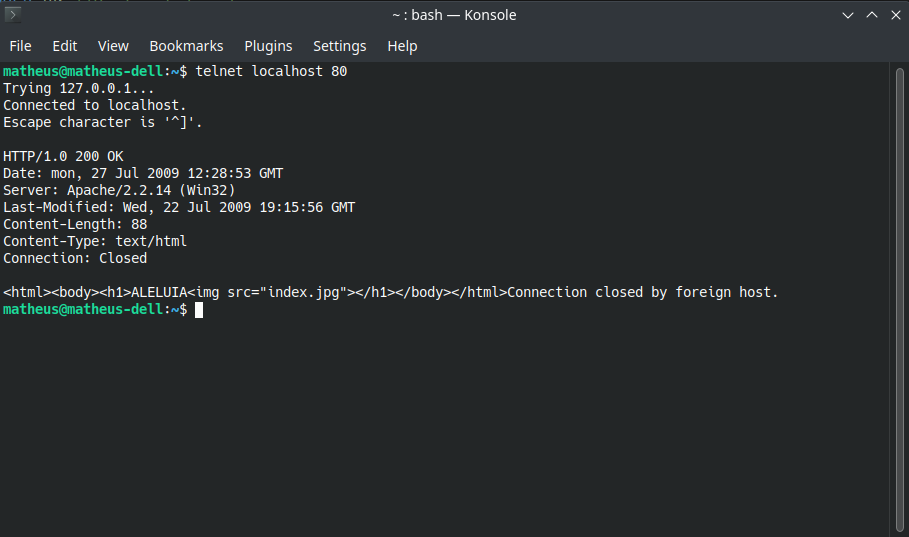 ~ : bash — Konsole
File Edit View Bookmarks Plugins Settings Help
matheus@matheus-dell:~$ telnet localhost 80
Trying 127.0.0.1...
Connected to localhost.
Escape character is '^]'.
HTTP/1.0 200 OK
Date: mon, 27 Jul 2009 12:28:53 GMT
Server: Apache/2.2.14 (Win32)
Last-Modified: Wed, 22 Jul 2009 19:15:56 GMT
Content-Length: 88
Content-Type: text/html
Connection: Closed
<html><body><h1>ALELUIA<img src="index.jpg"></h1></body></html>Connection closed by foreign host.
matheus@matheus-dell:~$